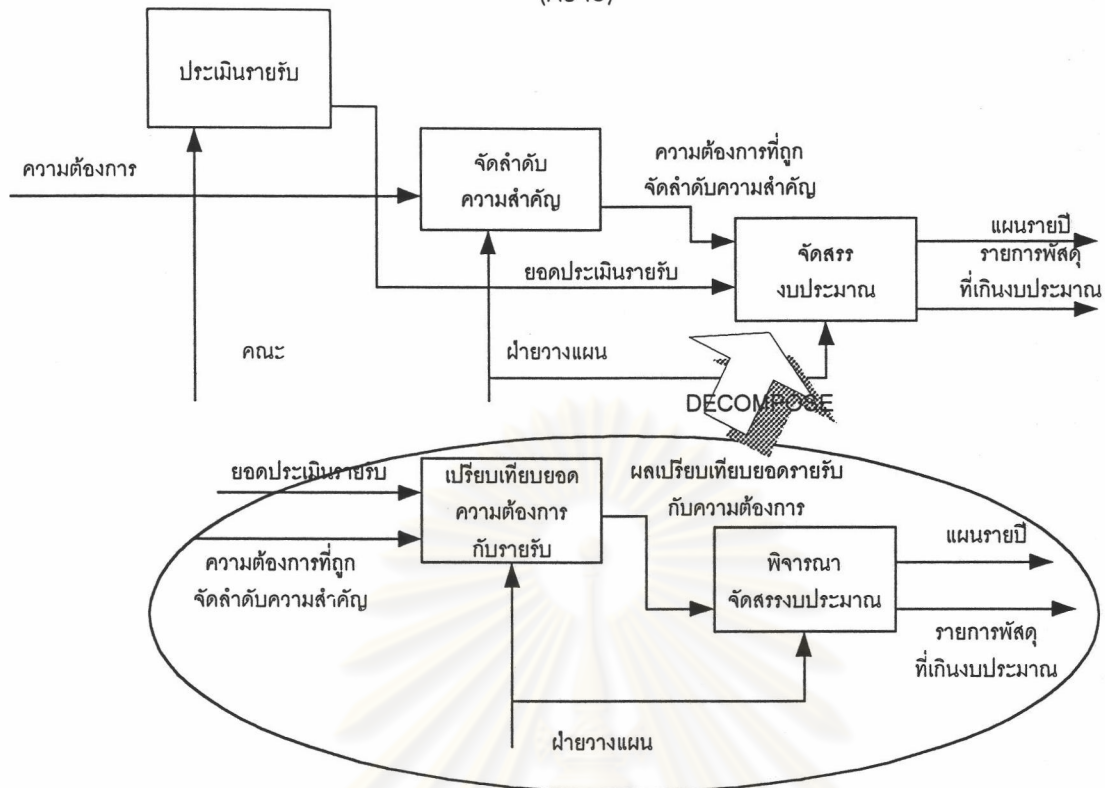 ประเมินรายรับ
ความต้องการ
จัดลำดับ
ความสำคัญ
ความต้องการที่ถูก
จัดลำดับความสำคัญ
ยอดประเมินรายรับ
จัดสรร
งบประมาณ
แผนรายปี
รายการพัสดุ
ที่เกินงบประมาณ
คณะ
ฝ่ายวางแผน
DECOMPOSE
ยอดประเมินรายรับ
ความต้องการที่ถูก
จัดลำดับความสำคัญ
เปรียบเทียบยอด
ความต้องการ
กับรายรับ
ผลเปรียบเทียบยอดรายรับ
กับความต้องการ
พิจารณา
จัดสรรงบประมาณ
แผนรายปี
รายการพัสดุ
ที่เกินงบประมาณ
ฝ่ายวางแผน